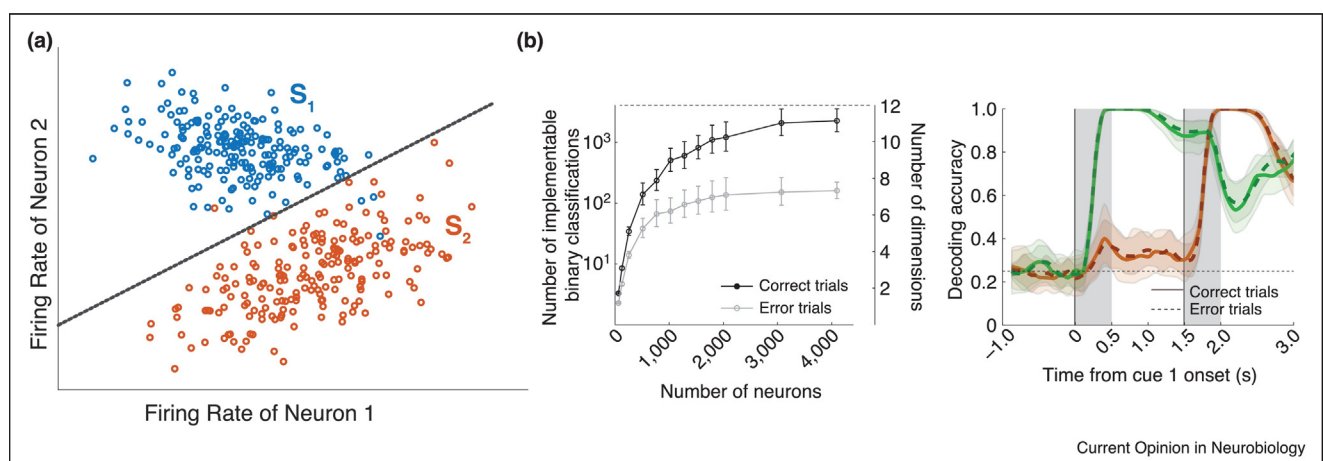 (a)
S1
S2
Firing Rate of Neuron 2
Firing Rate of Neuron 1
(b)
Number of implementable
binary classifications
10³
10²
10¹
12
10
8
6
4
2
Number of dimensions
Correct trials
Error trials
0
1,000
2,000
3,000
4,000
Number of neurons
Decoding accuracy
1.0
0.8
0.6
0.4
0.2
0
Correct trials
Error trials
−1.0
0
0.5
1.0
1.5
2.0
3.0
Time from cue 1 onset (s)
Current Opinion in Neurobiology